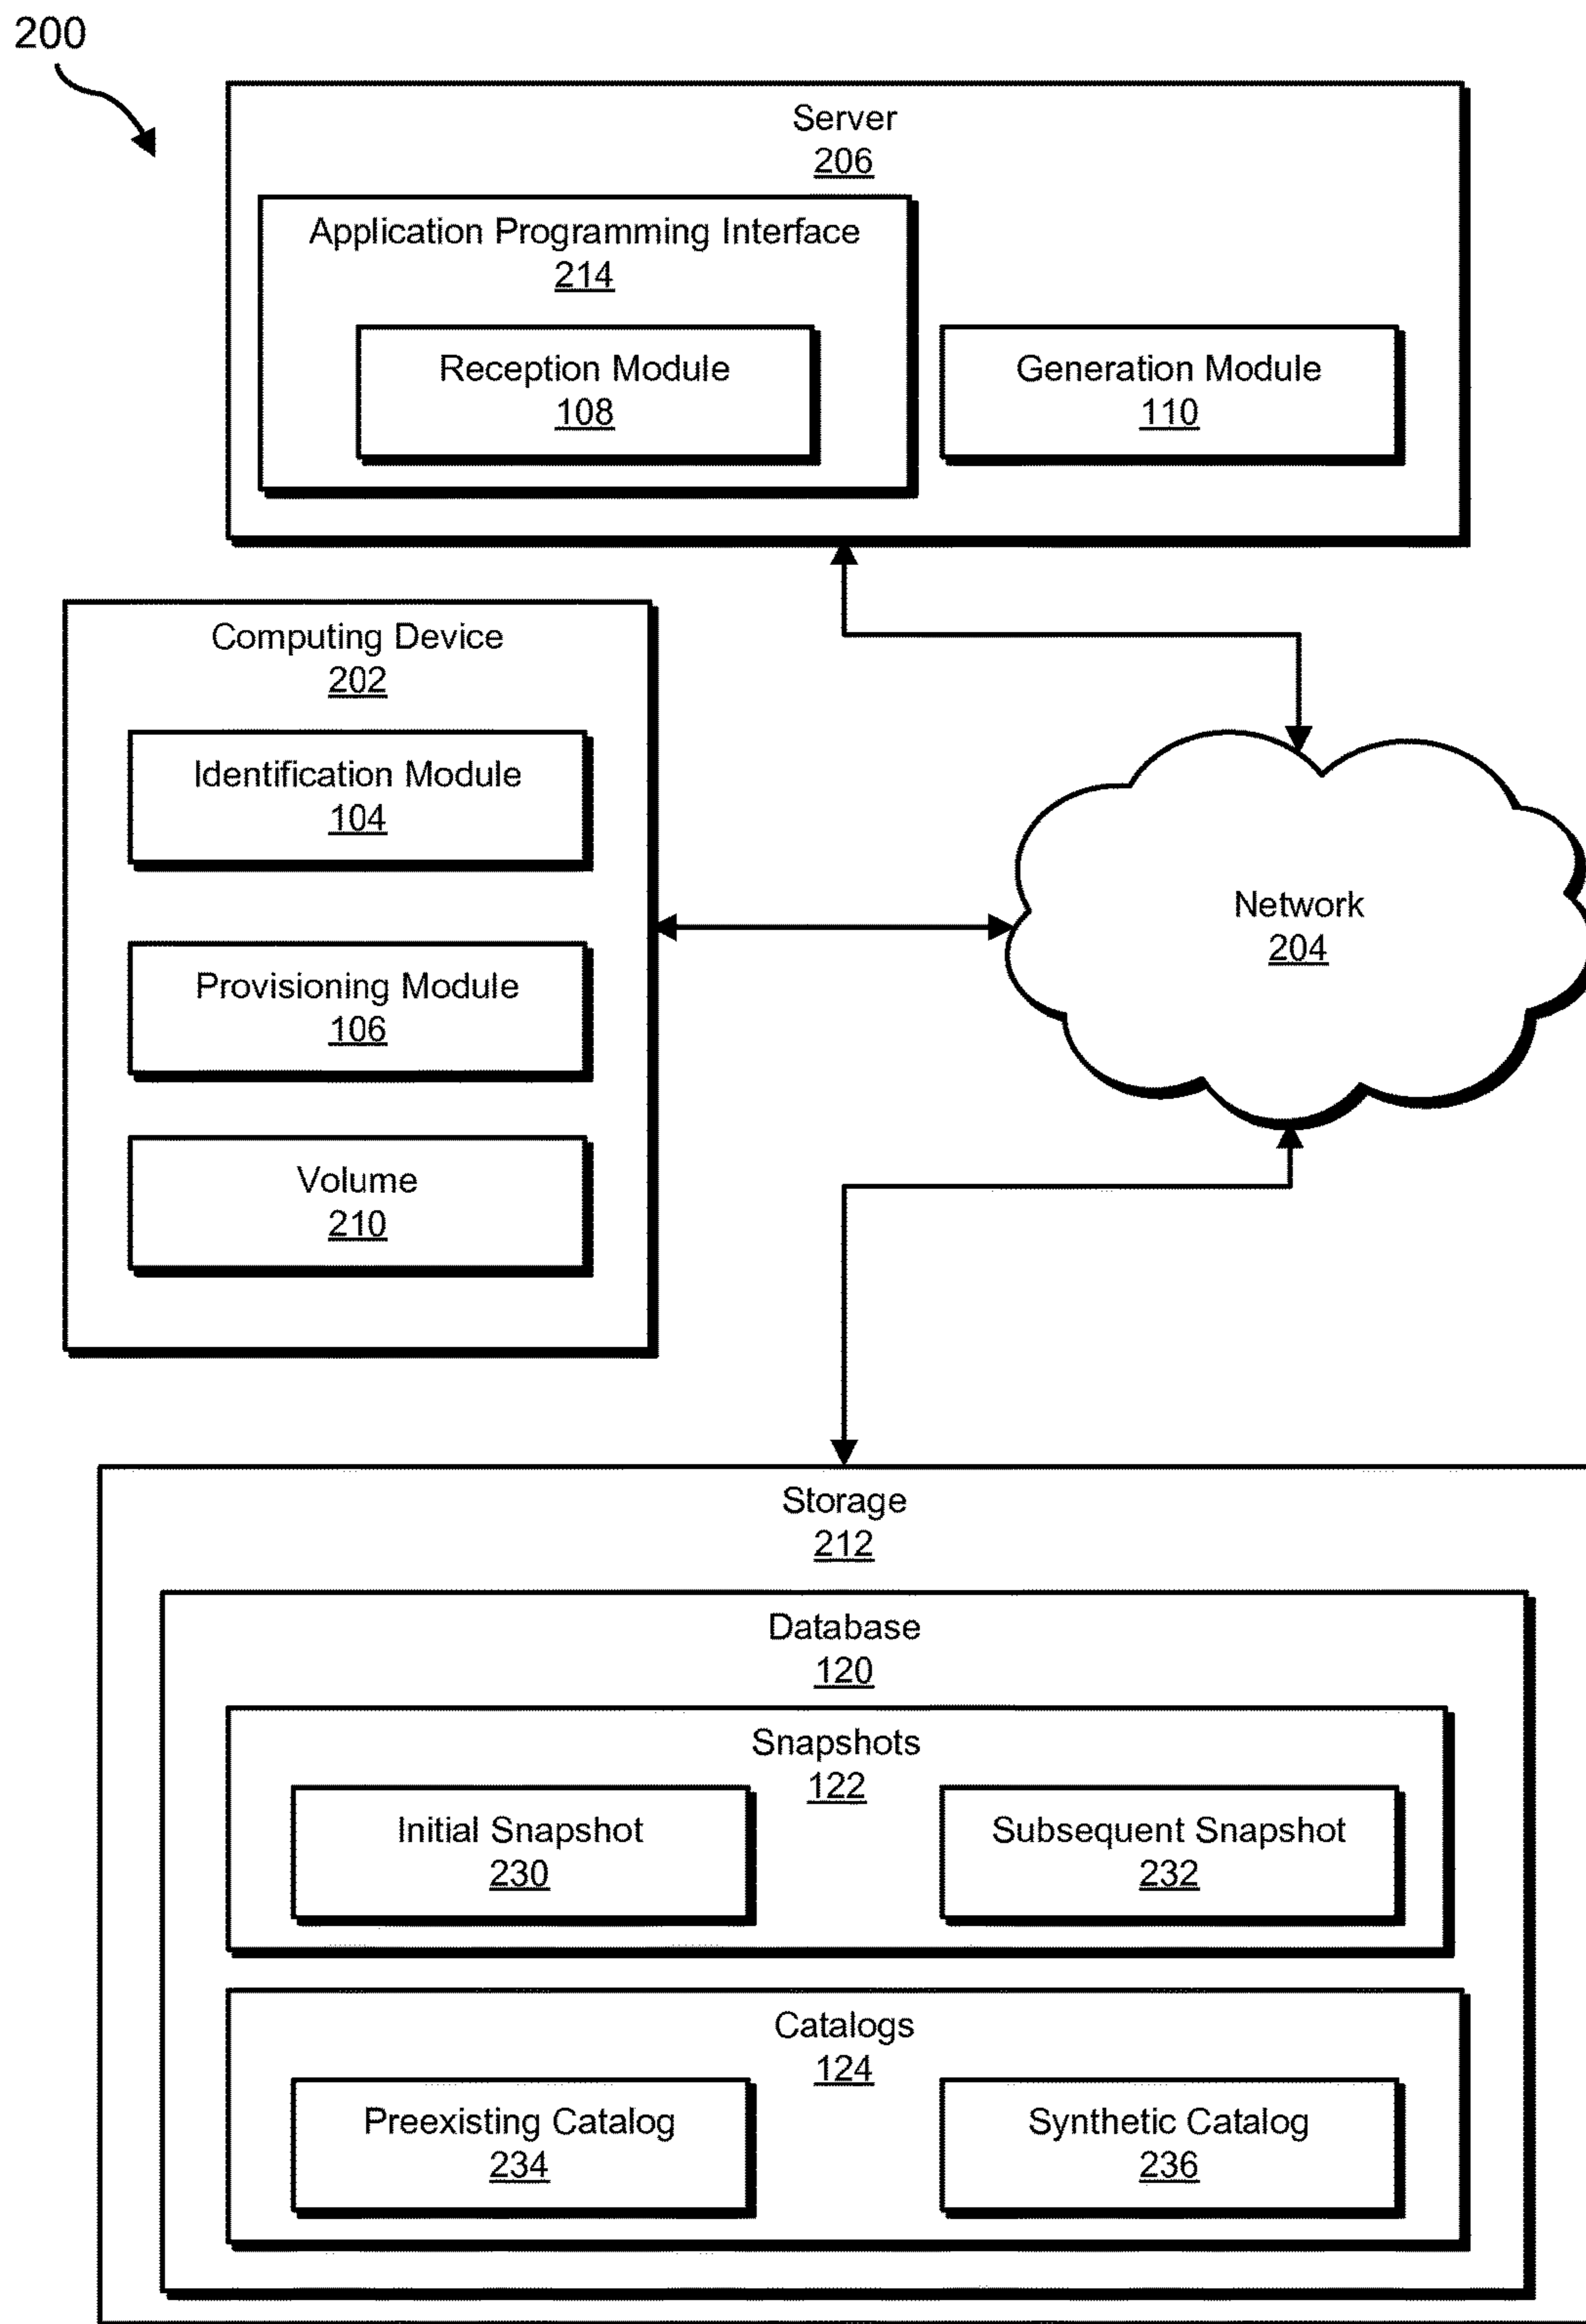 200
Server
206
Application Programming Interface
214
Reception Module
108
Generation Module
110
Computing Device
202
Identification Module
104
Provisioning Module
106
Volume
210
Network
204
Storage
212
Database
120
Snapshots
122
Initial Snapshot
230
Subsequent Snapshot
232
Catalogs
124
Preexisting Catalog
234
Synthetic Catalog
236